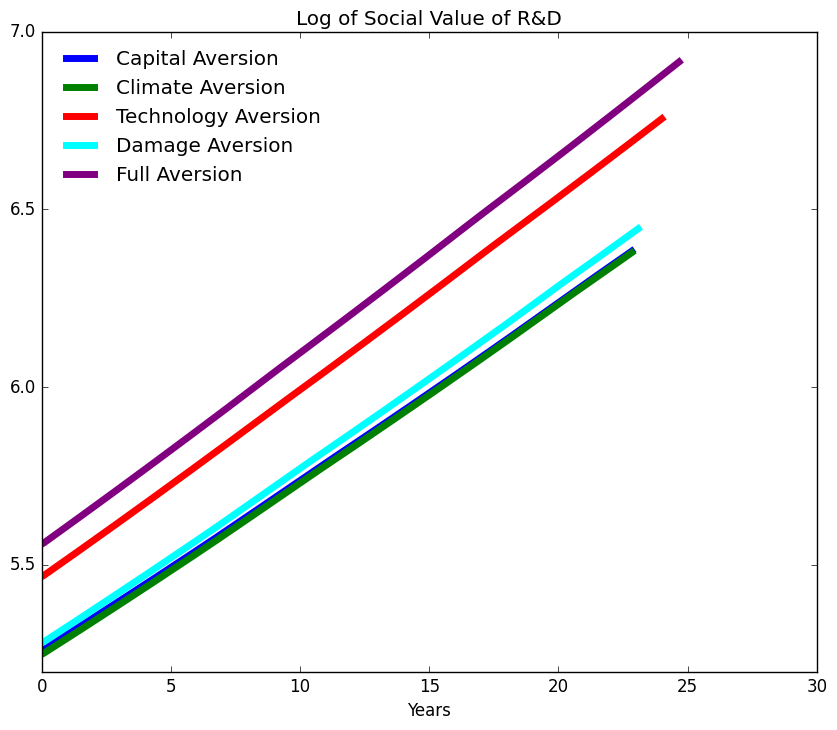 Log of Social Value of R&D
7.0
Capital Aversion
Climate Aversion
Technology Aversion
Damage Aversion
Full Aversion
6.5
6.0
5.5
0 5 10 15 20 25 30
Years